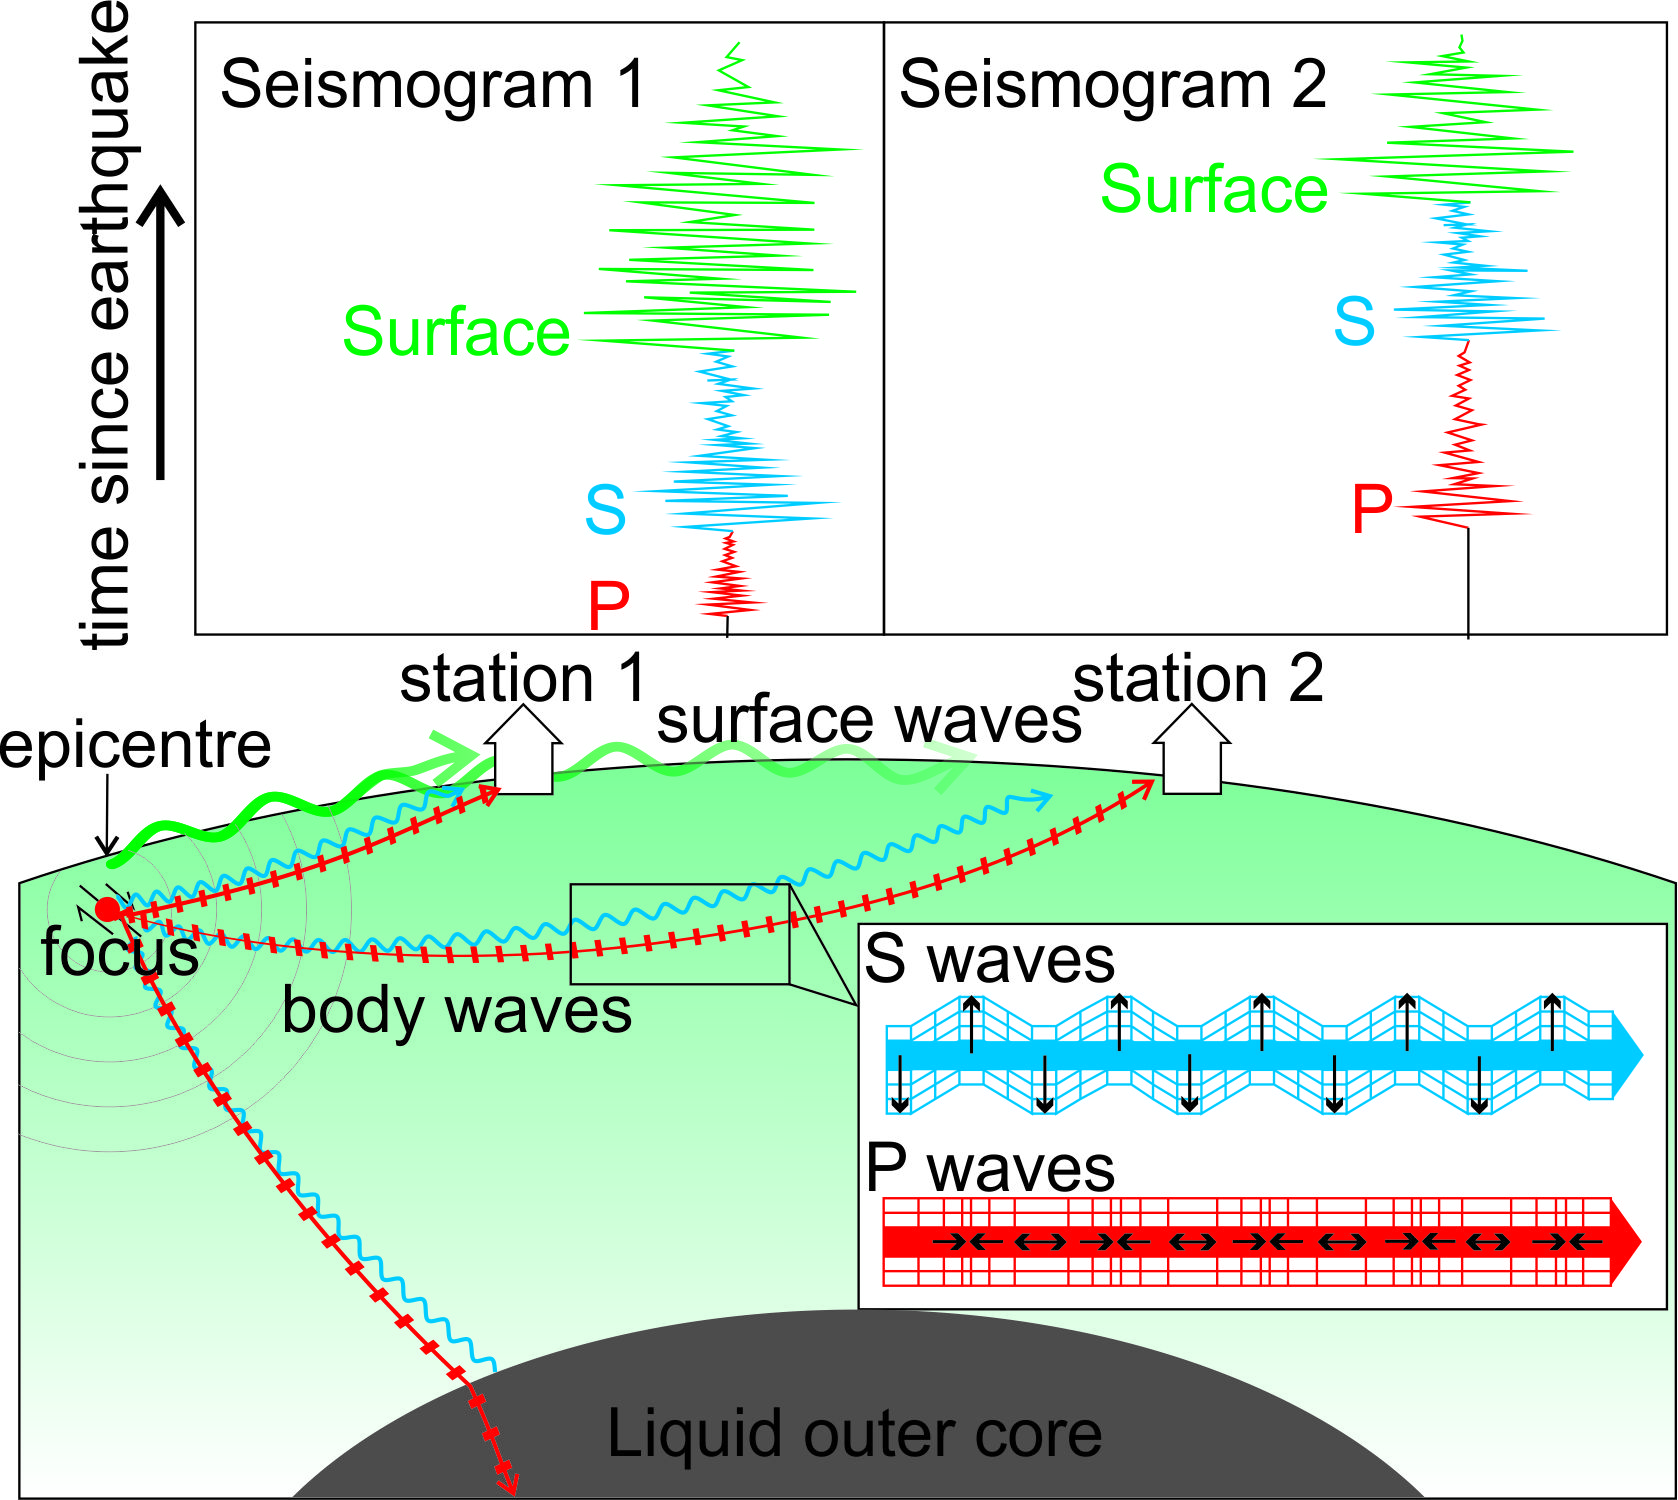 time since earthquake
Seismogram 1
Seismogram 2
Surface
Surface
S
S
P
P
station 1
station 2
surface waves
epicentre
focus
body waves
S waves
P waves
Liquid outer core